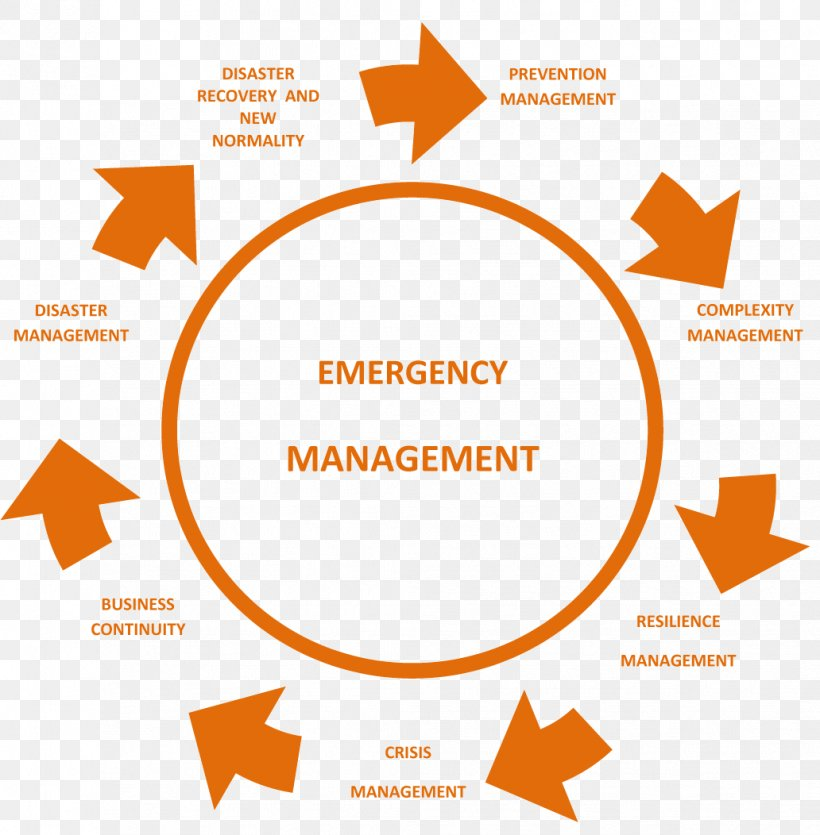 EMERGENCY
MANAGEMENT
PREVENTION
MANAGEMENT
COMPLEXITY
MANAGEMENT
RESILIENCE
MANAGEMENT
CRISIS
MANAGEMENT
BUSINESS
CONTINUITY
DISASTER
MANAGEMENT
DISASTER
RECOVERY AND
NEW
NORMALITY